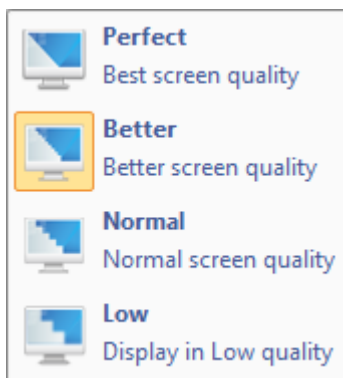 Perfect
Best screen quality
Better
Better screen quality
Normal
Normal screen quality
Low
Display in Low quality